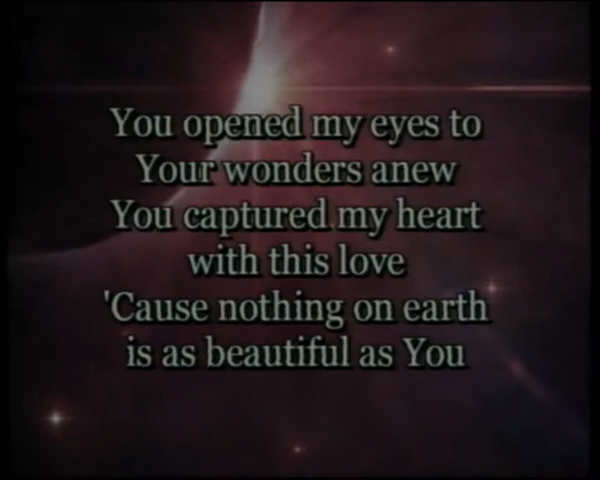 You opened my eyes to
Your wonders anew
You captured my heart
with this love
'Cause nothing on earth
is as beautiful as You